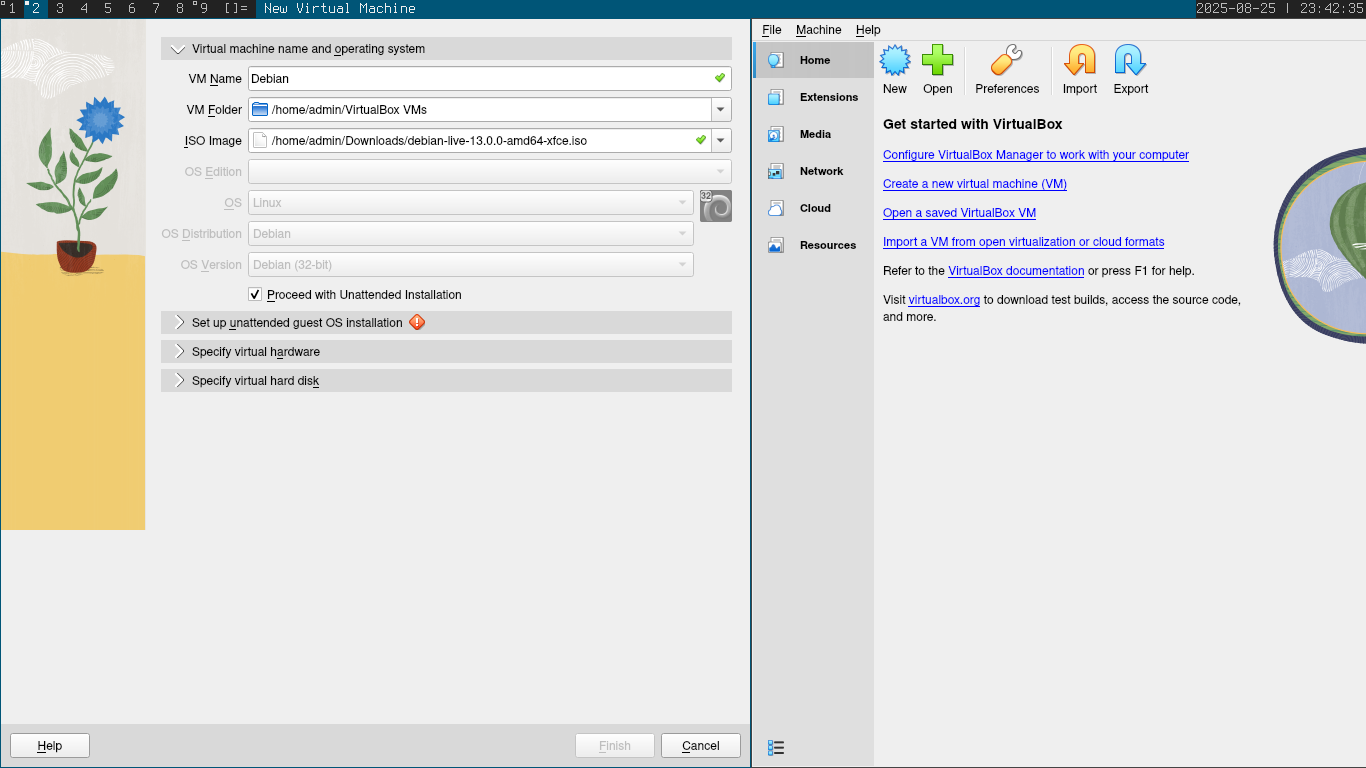 1 2 3 4 5 6 7 8 9 []= New Virtual Machine 2025-08-25 | 23:42:35
Virtual machine name and operating system
VM Name Debian
VM Folder /home/admin/VirtualBox VMs
ISO Image /home/admin/Downloads/debian-live-13.0.0-amd64-xfce.iso
OS Edition
OS Linux 32
OS Distribution Debian
OS Version Debian (32-bit)
Proceed with Unattended Installation
Set up unattended guest OS installation
Specify virtual hardware
Specify virtual hard disk
Help Finish Cancel
File Machine Help
Home
Extensions
Media
Network
Cloud
Resources
New Open Preferences Import Export
Get started with VirtualBox
Configure VirtualBox Manager to work with your computer
Create a new virtual machine (VM)
Open a saved VirtualBox VM
Import a VM from open virtualization or cloud formats
Refer to the VirtualBox documentation or press F1 for help.
Visit virtualbox.org to download test builds, access the source code,
and more.